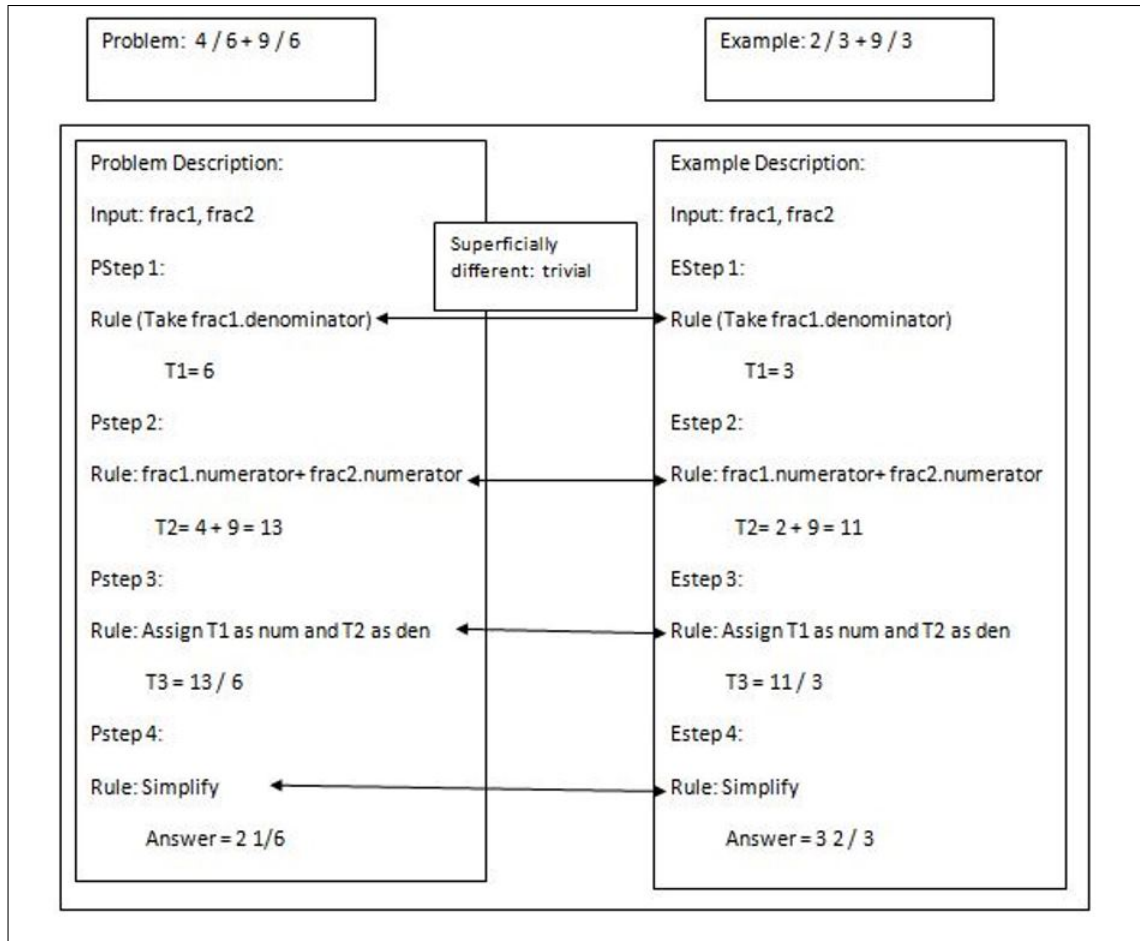 Problem: 4 / 6 + 9 / 6
Example: 2 / 3 + 9 / 3
Problem Description:
Input: frac1, frac2
PStep 1:
Rule (Take frac1.denominator)
T1= 6
Pstep 2:
Rule: frac1.numerator+ frac2.numerator
T2= 4 + 9 = 13
Pstep 3:
Rule: Assign T1 as num and T2 as den
T3 = 13 / 6
Pstep 4:
Rule: Simplify
Answer = 2 1/6
Superficially
different: trivial
Example Description:
Input: frac1, frac2
EStep 1:
Rule (Take frac1.denominator)
T1= 3
Estep 2:
Rule: frac1.numerator+ frac2.numerator
T2= 2 + 9 = 11
Estep 3:
Rule: Assign T1 as num and T2 as den
T3 = 11 / 3
Estep 4:
Rule: Simplify
Answer = 3 2 / 3